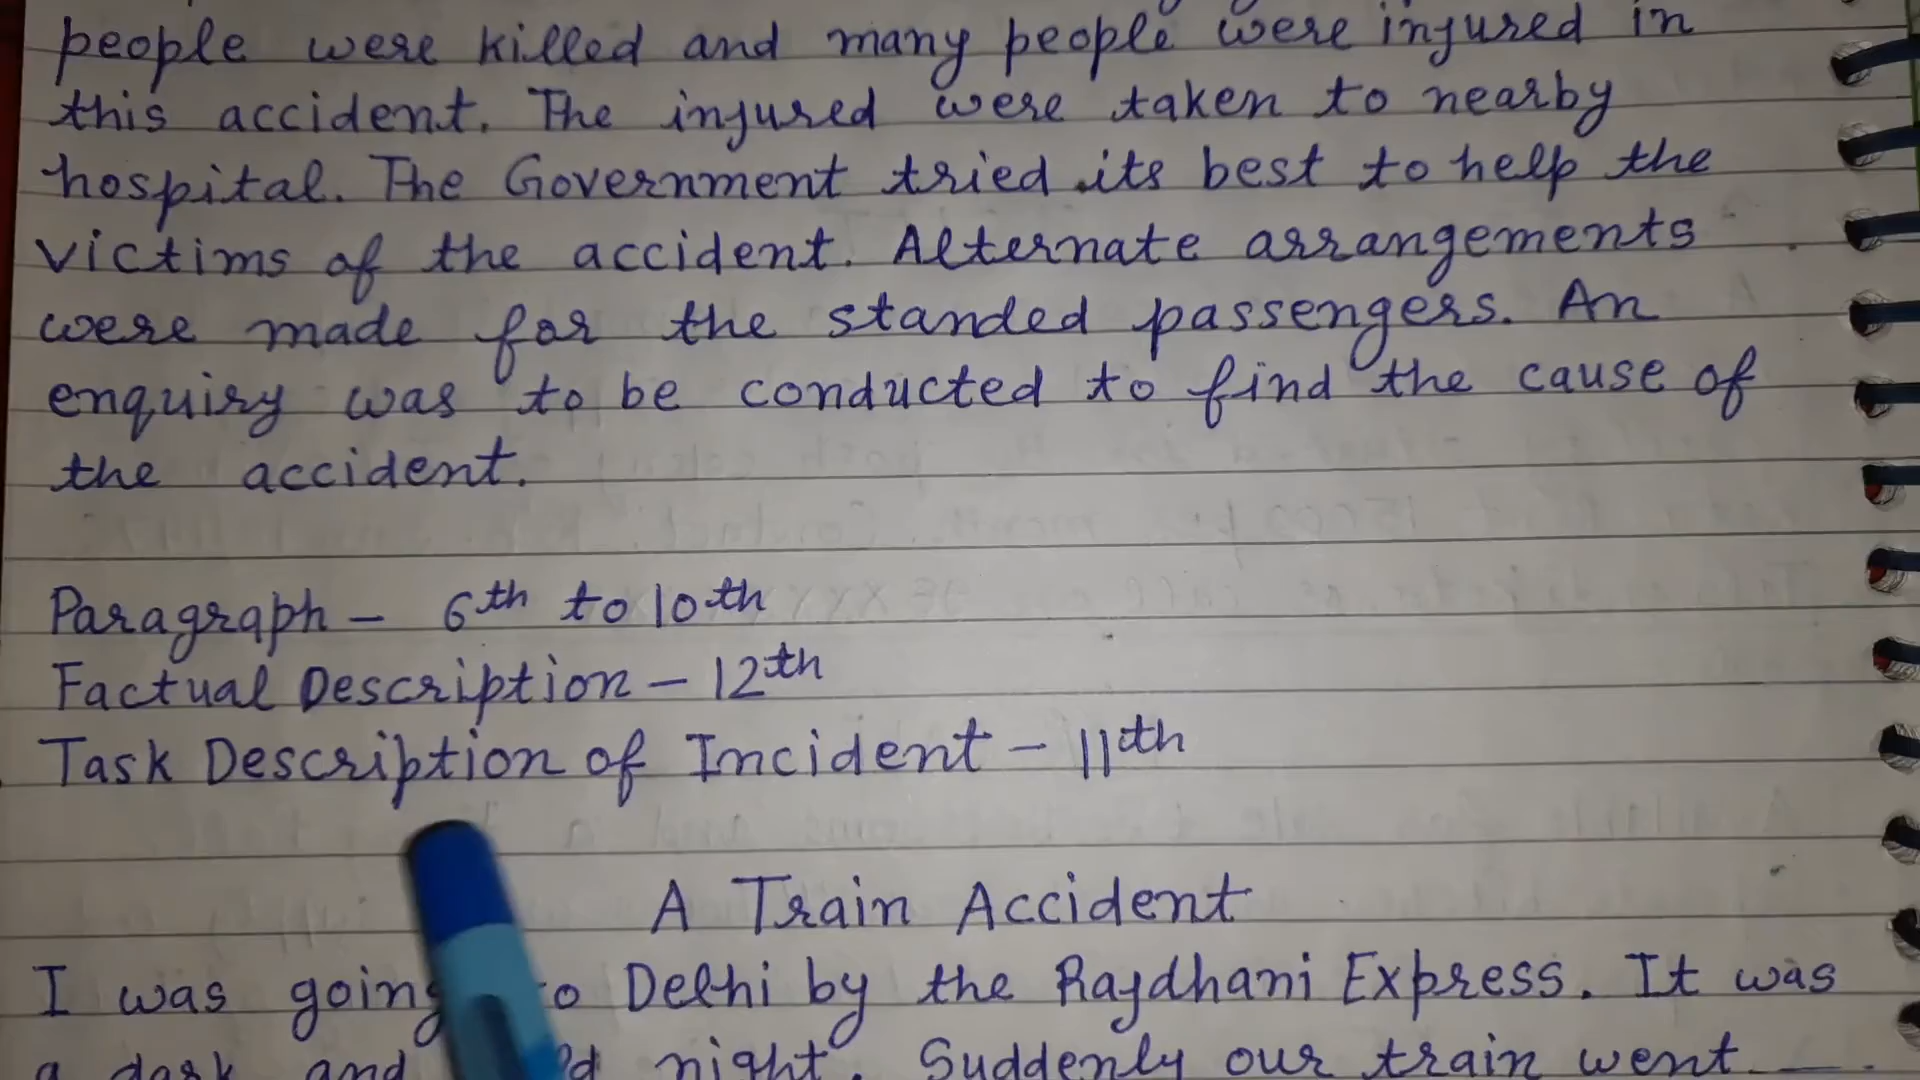 people were killed and many people were injured in
this accident. The injured were taken to nearby
hospital. The Government tried its best to help the
victims of the accident. Alternate arrangements
were made for the standed passengers. An
enquiry was to be conducted to find the cause of
the accident.
Paragraph - 6th to 10th
Factual Description - 12th
Task Description of Incident - 11th
A Train Accident
I was going to Delhi by the Rajdhani Express. It was
a dark and night. Suddenly our train went